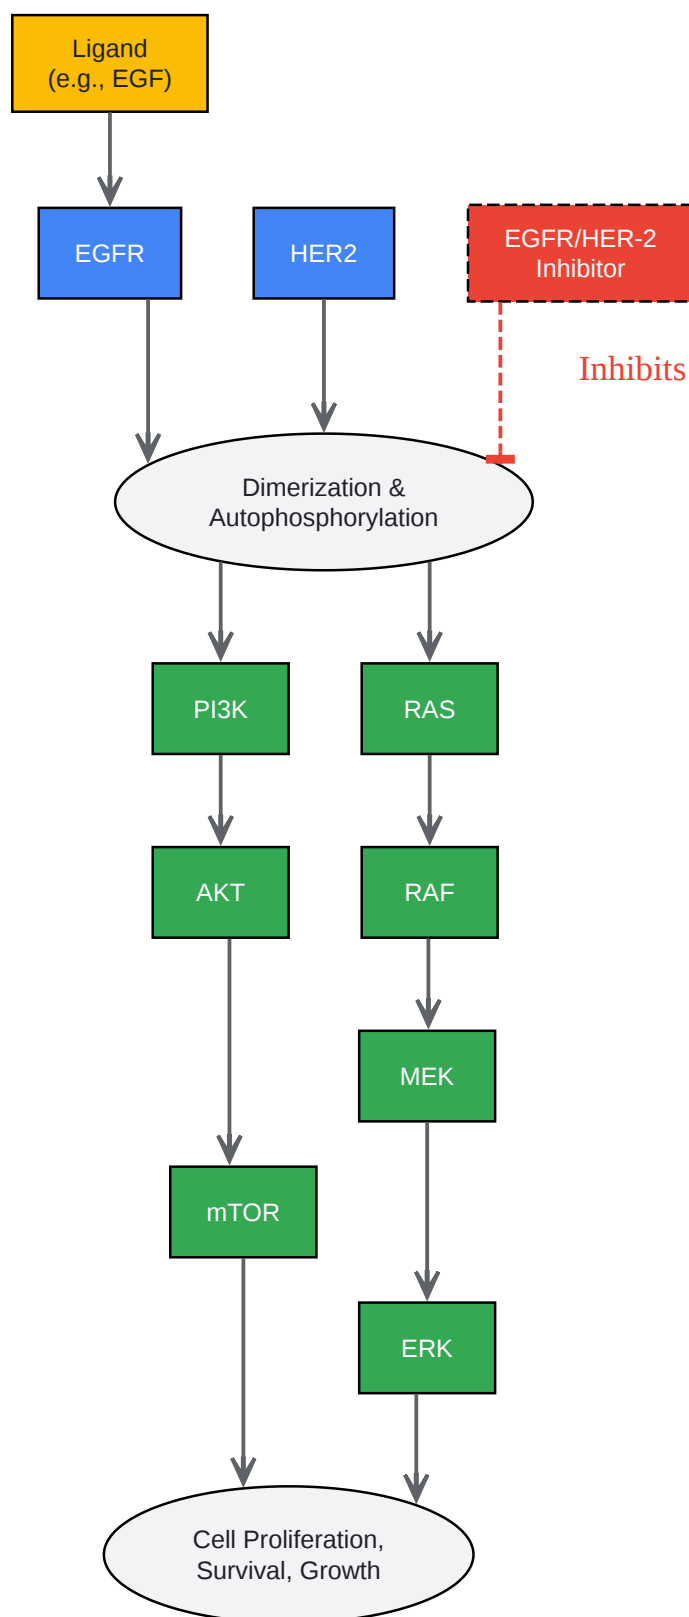 Ligand
(e.g., EGF)
EGFR
HER2
EGFR/HER-2
Inhibitor
Inhibits
Dimerization &
Autophosphorylation
PI3K
RAS
AKT
RAF
MEK
mTOR
ERK
Cell Proliferation,
Survival, Growth